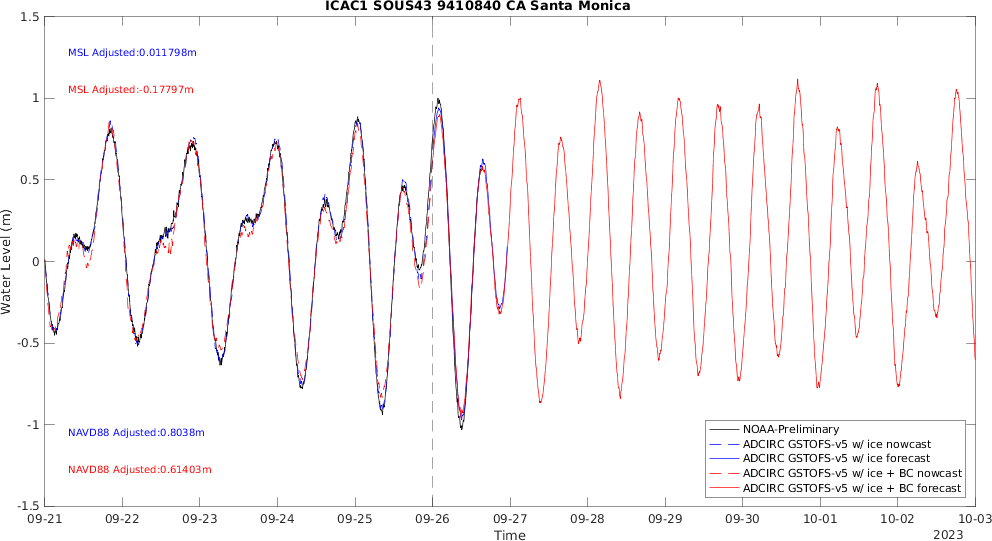 ICAC1 SOUS43 9410840 CA Santa Monica
1.5
1
0.5
0
-0.5
-1
-1.5
Water Level (m)
MSL Adjusted:0.011798m
MSL Adjusted:-0.17797m
NAVD88 Adjusted:0.8038m
NAVD88 Adjusted:0.61403m
NOAA-Preliminary
ADCIRC GSTOFS-v5 w/ ice nowcast
ADCIRC GSTOFS-v5 w/ ice forecast
ADCIRC GSTOFS-v5 w/ ice + BC nowcast
ADCIRC GSTOFS-v5 w/ ice + BC forecast
09-21 09-22 09-23 09-24 09-25 09-26 09-27 09-28 09-29 09-30 10-01 10-02 10-03
Time
2023